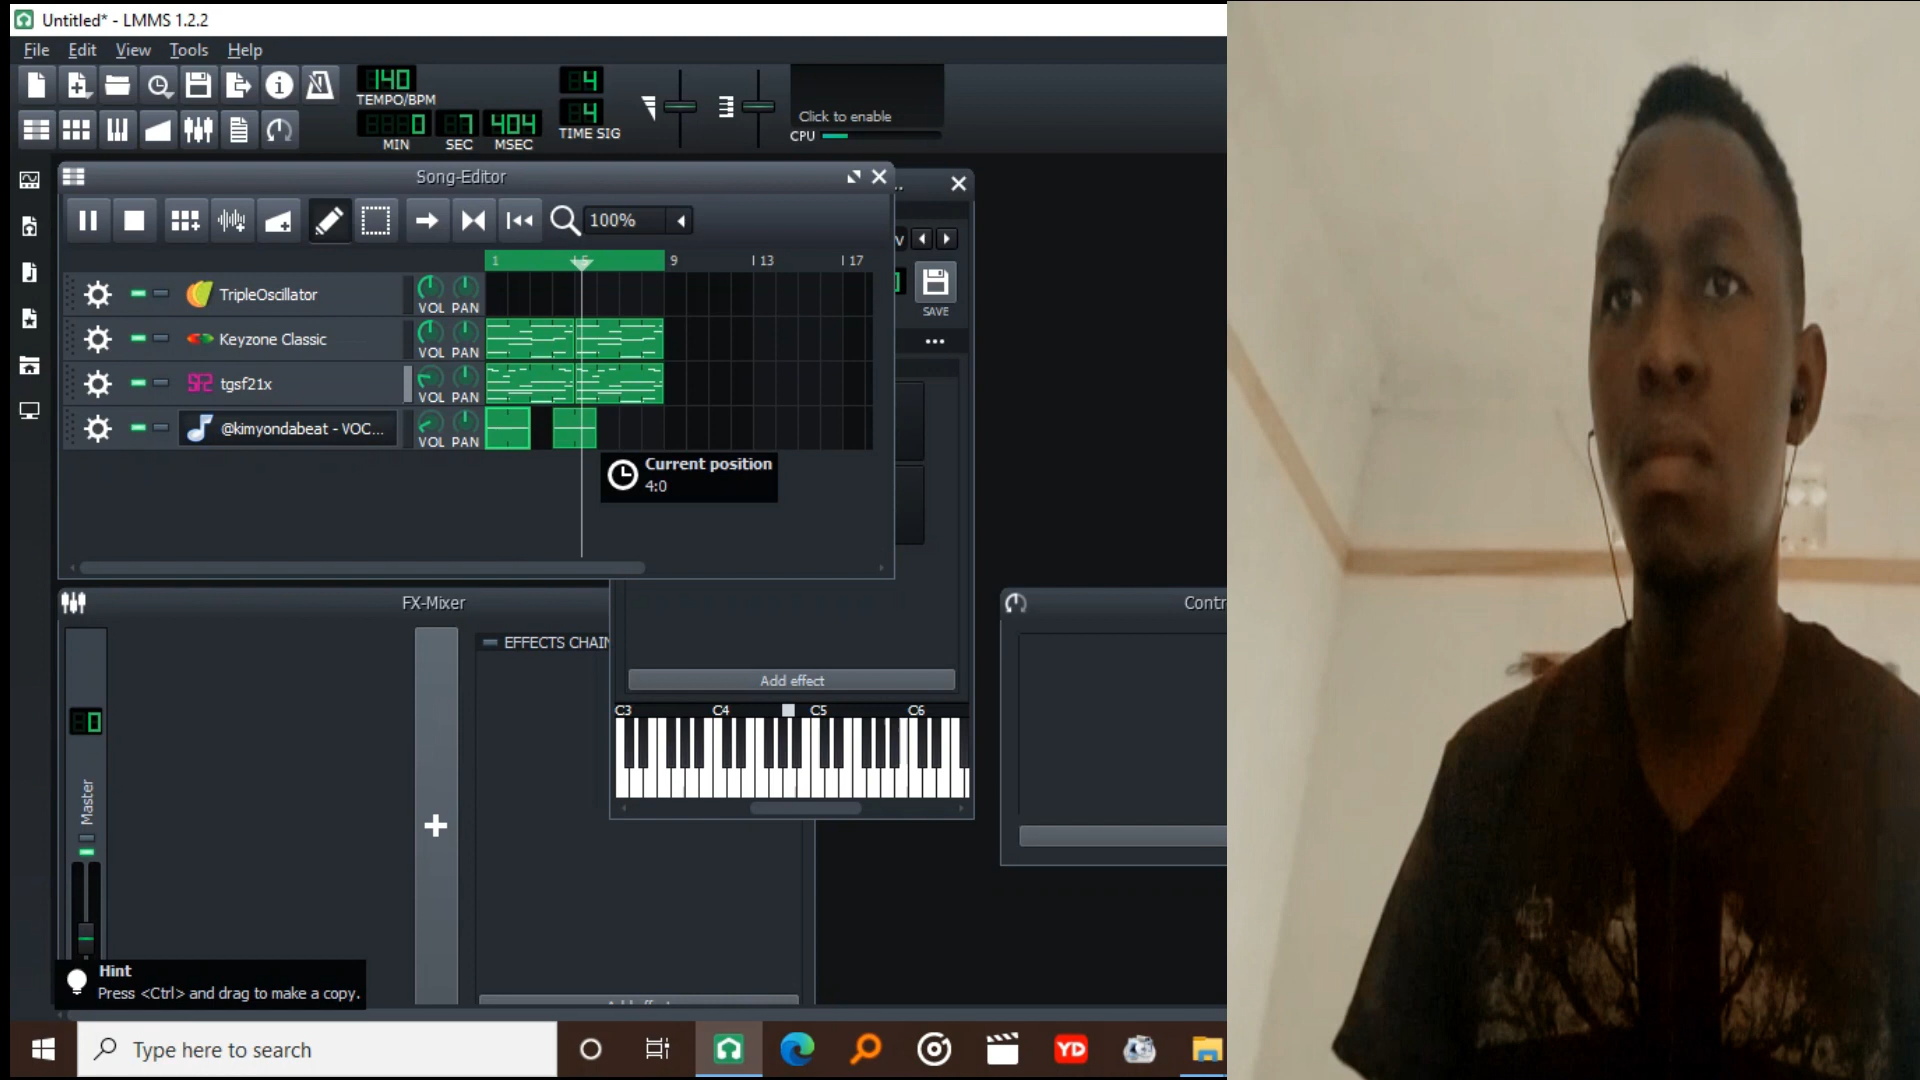 Untitled* - LMMS 1.2.2
File Edit View Tools Help
140
TEMPO/BPM
0 7 404
MIN SEC MSEC
4
4
TIME SIG
Click to enable
CPU
Song-Editor
100%
1 5 9 13 17
TripleOscillator VOL PAN
Keyzone Classic VOL PAN
tgsf21x VOL PAN
@kimyondabeat - VOC... VOL PAN
SAVE
Current position
4:0
FX-Mixer
EFFECTS CHAIN
0
Master
Add effect
C3 C4 C5 C6
Contr
Hint
Press <Ctrl> and drag to make a copy.
Type here to search
YD